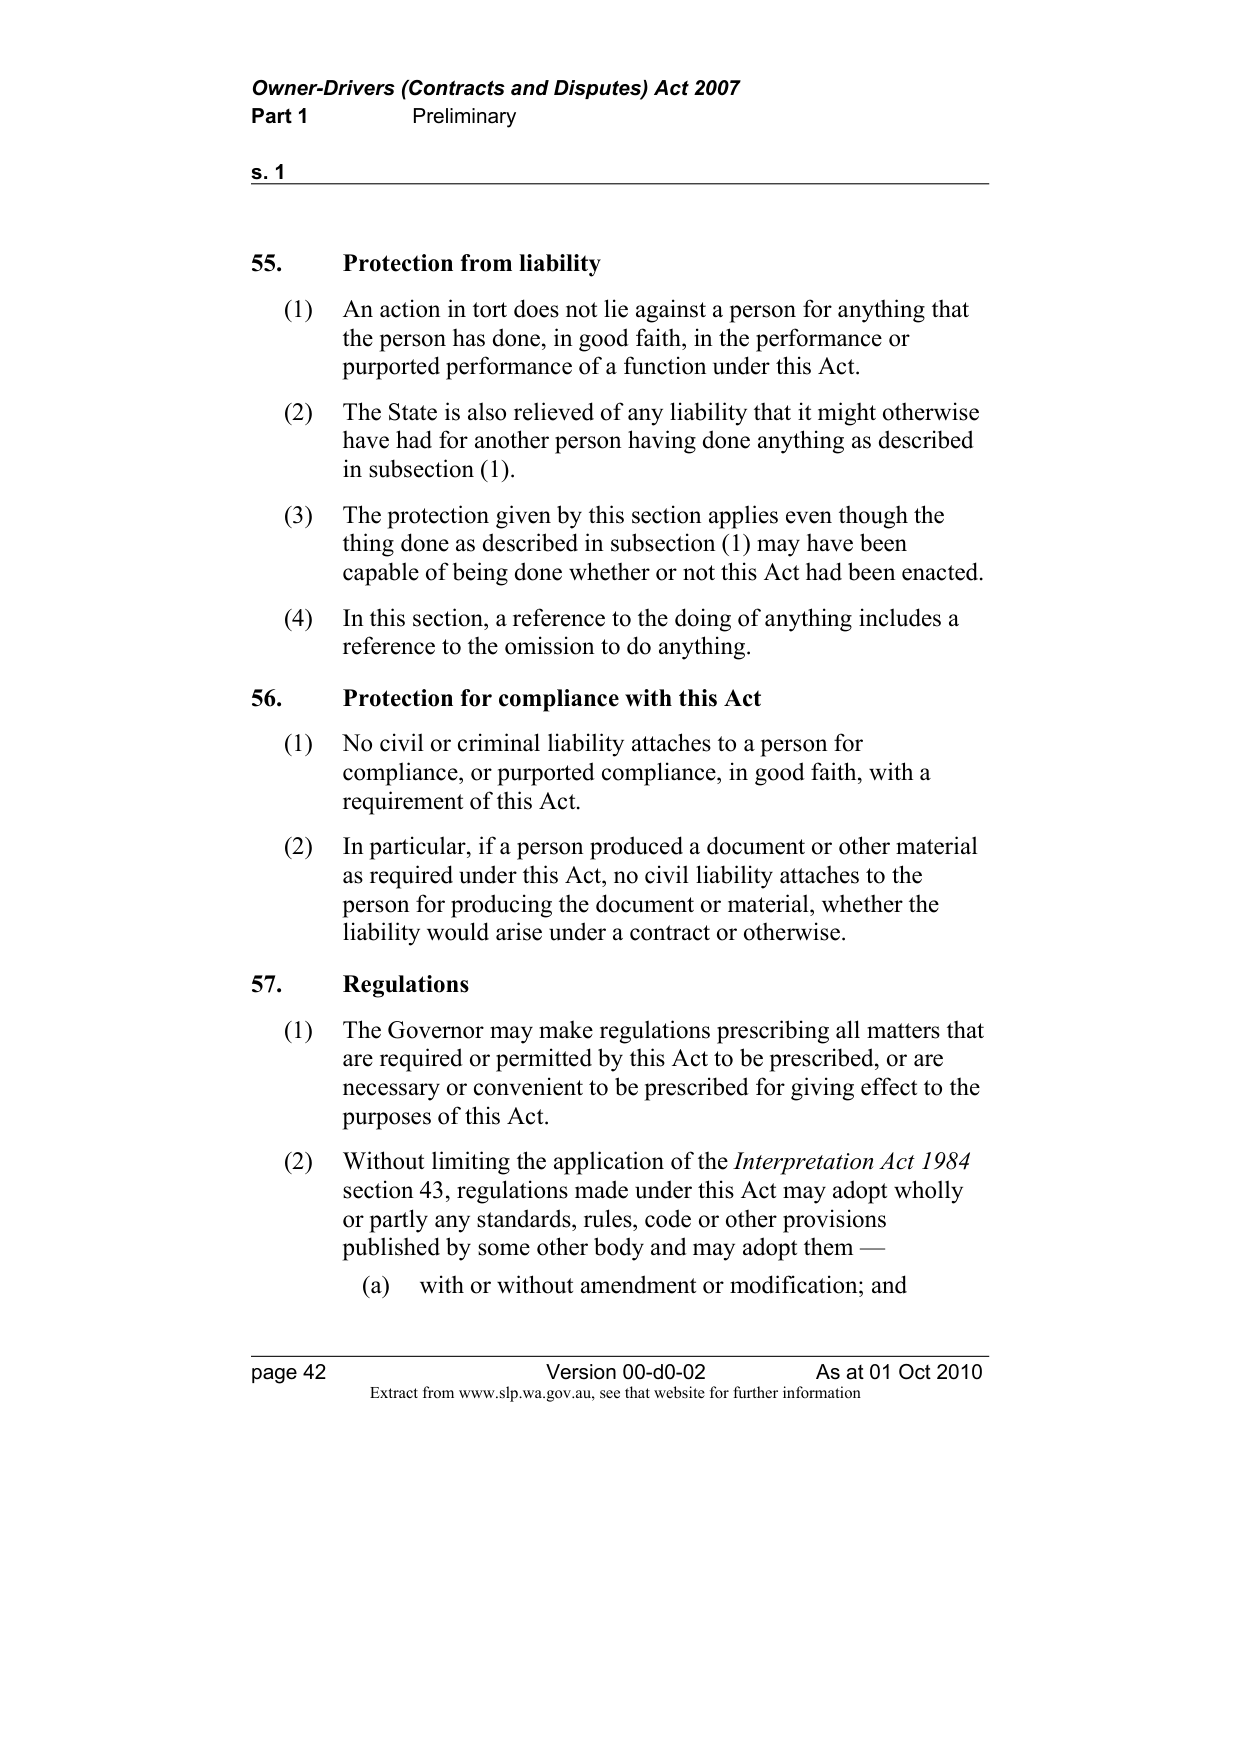 Owner-Drivers (Contracts and Disputes) Act 2007
Part 1 Preliminary
s. 1
55. Protection from liability
(1) An action in tort does not lie against a person for anything that
the person has done, in good faith, in the performance or
purported performance of a function under this Act.
(2) The State is also relieved of any liability that it might otherwise
have had for another person having done anything as described
in subsection (1).
(3) The protection given by this section applies even though the
thing done as described in subsection (1) may have been
capable of being done whether or not this Act had been enacted.
(4) In this section, a reference to the doing of anything includes a
reference to the omission to do anything.
56. Protection for compliance with this Act
(1) No civil or criminal liability attaches to a person for
compliance, or purported compliance, in good faith, with a
requirement of this Act.
(2) In particular, if a person produced a document or other material
as required under this Act, no civil liability attaches to the
person for producing the document or material, whether the
liability would arise under a contract or otherwise.
57. Regulations
(1) The Governor may make regulations prescribing all matters that
are required or permitted by this Act to be prescribed, or are
necessary or convenient to be prescribed for giving effect to the
purposes of this Act.
(2) Without limiting the application of the Interpretation Act 1984
section 43, regulations made under this Act may adopt wholly
or partly any standards, rules, code or other provisions
published by some other body and may adopt them —
(a) with or without amendment or modification; and
page 42 Version 00-d0-02 As at 01 Oct 2010
Extract from www.slp.wa.gov.au, see that website for further information